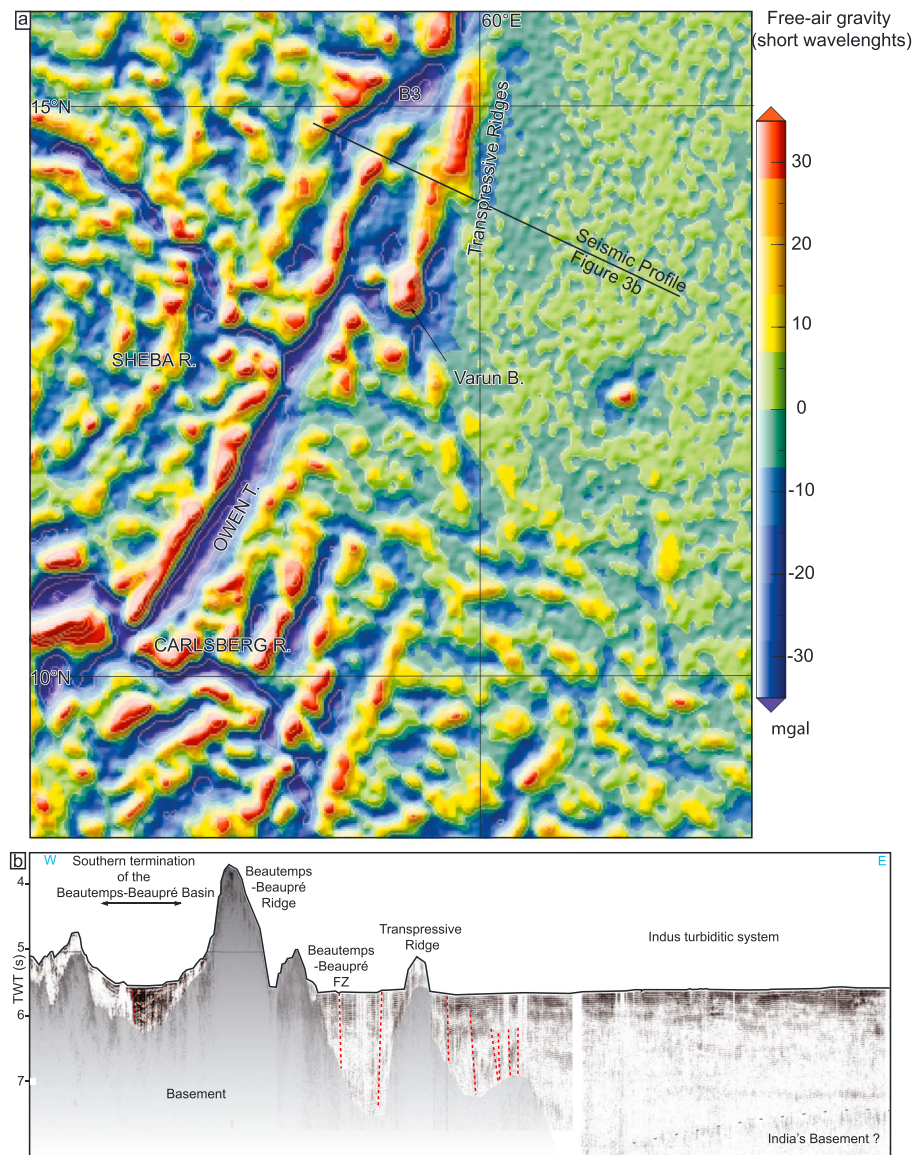 a
60°E
Free-air gravity
(short wavelenghts)
B3
15°N
Transpressive Ridges
30
20
10
0
-10
-20
-30
mgal
Seismic Profile
Figure 3b
SHEBA R.
Varun B.
OWEN T.
CARLSBERG R.
10°N
b
W
E
Southern termination
of the
Beautemps-Beaupré Basin
Beautemps
-Beaupré
Ridge
Transpressive
Ridge
Beautemps
-Beaupré
FZ
Indus turbiditic system
4
5
6
7
TWT (s)
Basement
India's Basement ?